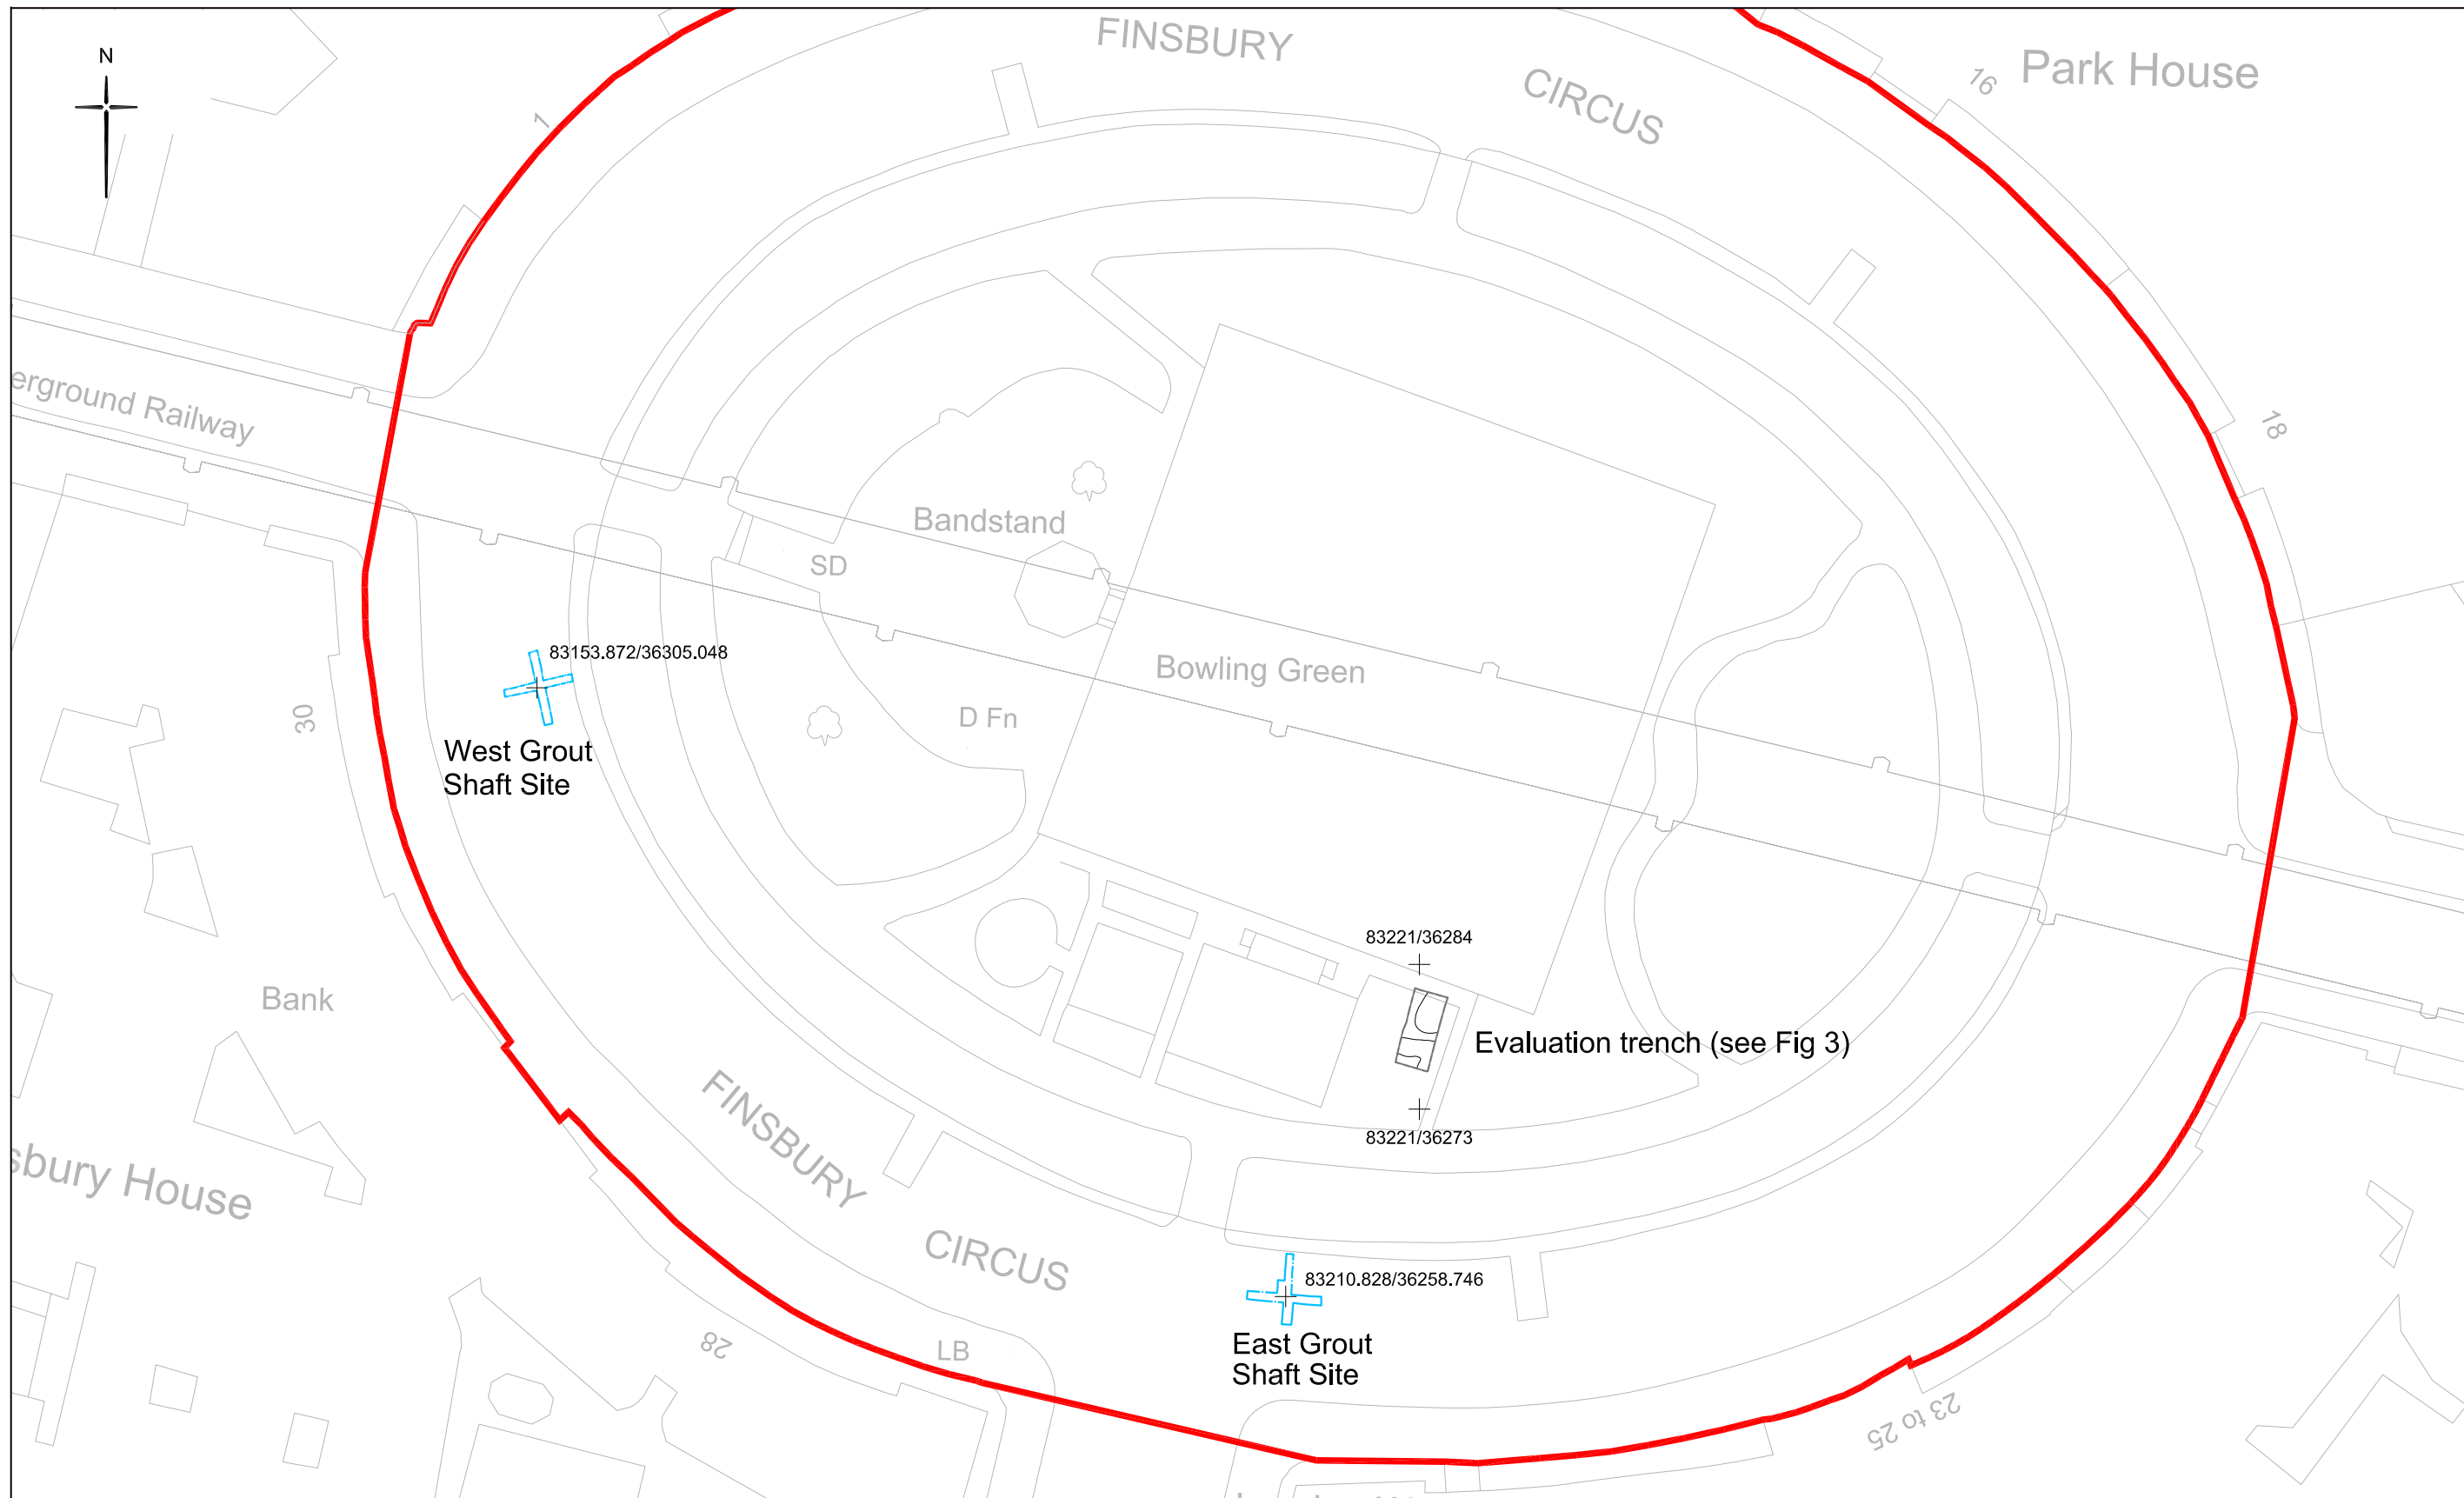 FINSBURY
CIRCUS
Park House
N
16
1
18
erground Railway
Bandstand
SD
83153.872/36305.048
Bowling Green
30
D Fn
West Grout
Shaft Site
83221/36284
Bank
Evaluation trench (see Fig 3)
FINSBURY
83221/36273
sbury House
CIRCUS
83210.828/36258.746
28
LB
East Grout
Shaft Site
23 to 25